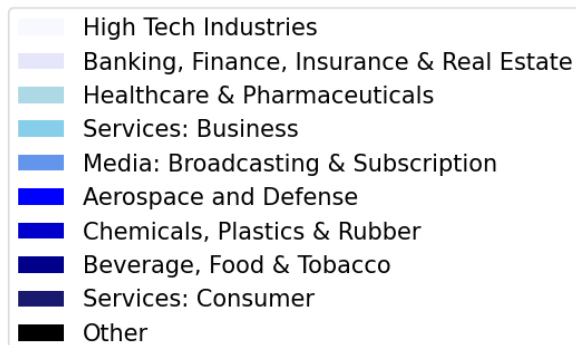 High Tech Industries
Banking, Finance, Insurance & Real Estate
Healthcare & Pharmaceuticals
Services: Business
Media: Broadcasting & Subscription
Aerospace and Defense
Chemicals, Plastics & Rubber
Beverage, Food & Tobacco
Services: Consumer
Other